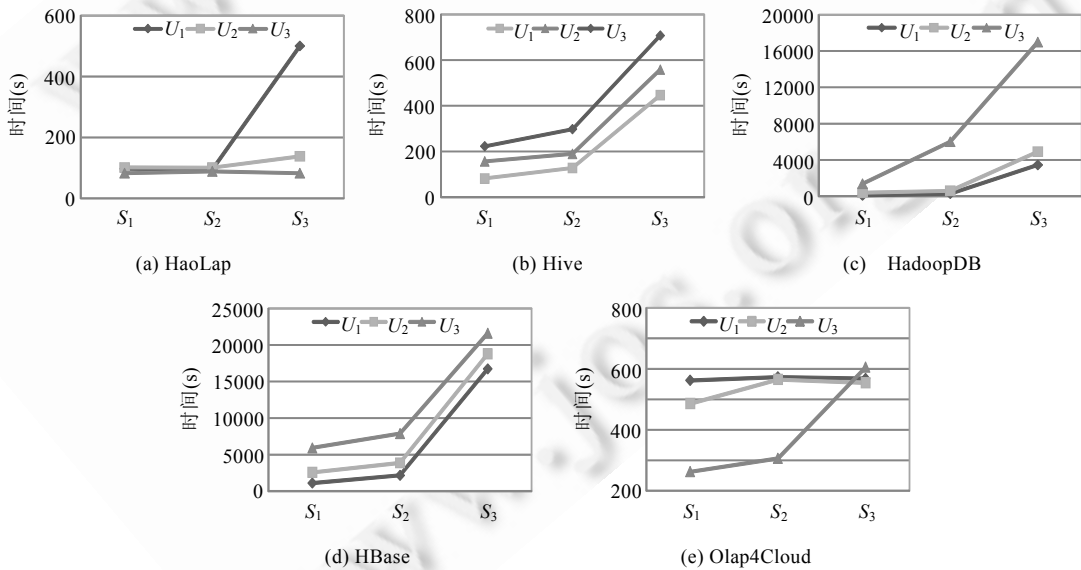 600
400
200
0
时间(s)
U1 U2 U3
S1 S2 S3
(a) HaoLap
800
600
400
200
0
时间(s)
U1 U2 U3
S1 S2 S3
(b) Hive
20000
16000
12000
8000
4000
0
时间(s)
U1 U2 U3
S1 S2 S3
(c) HadoopDB
25000
20000
15000
10000
5000
0
时间(s)
U1 U2 U3
S1 S2 S3
(d) HBase
800
600
400
200
时间(s)
U1 U2 U3
S1 S2 S3
(e) Olap4Cloud